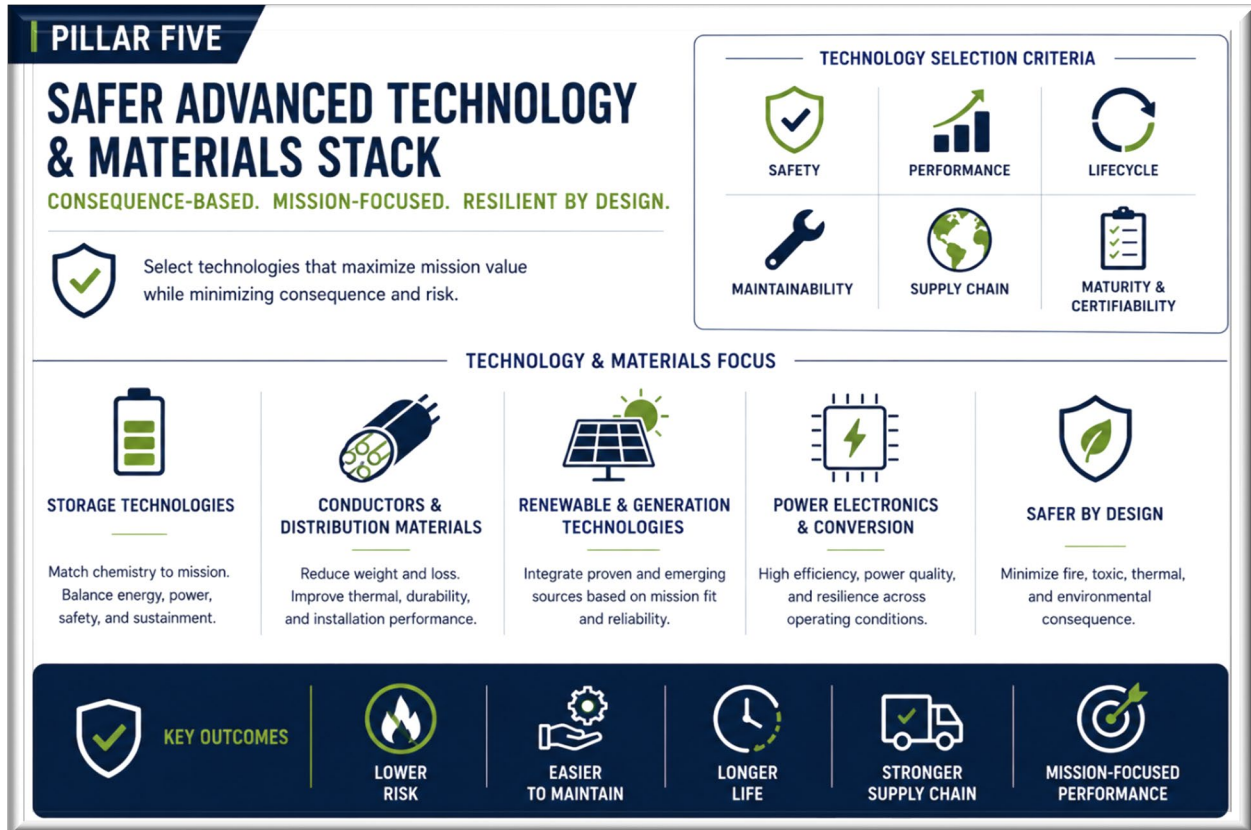 PILLAR FIVE
SAFER ADVANCED TECHNOLOGY
& MATERIALS STACK
CONSEQUENCE-BASED. MISSION-FOCUSED. RESILIENT BY DESIGN.
Select technologies that maximize mission value
while minimizing consequence and risk.
TECHNOLOGY SELECTION CRITERIA
SAFETY
PERFORMANCE
LIFECYCLE
MAINTAINABILITY
SUPPLY CHAIN
MATURITY &
CERTIFIABILITY
TECHNOLOGY & MATERIALS FOCUS
STORAGE TECHNOLOGIES
Match chemistry to mission.
Balance energy, power,
safety, and sustainment.
CONDUCTORS &
DISTRIBUTION MATERIALS
Reduce weight and loss.
Improve thermal, durability,
and installation performance.
RENEWABLE & GENERATION
TECHNOLOGIES
Integrate proven and emerging
sources based on mission fit
and reliability.
POWER ELECTRONICS
& CONVERSION
High efficiency, power quality,
and resilience across
operating conditions.
SAFER BY DESIGN
Minimize fire, toxic, thermal,
and environmental
consequence.
KEY OUTCOMES
LOWER
RISK
EASIER
TO MAINTAIN
LONGER
LIFE
STRONGER
SUPPLY CHAIN
MISSION-FOCUSED
PERFORMANCE